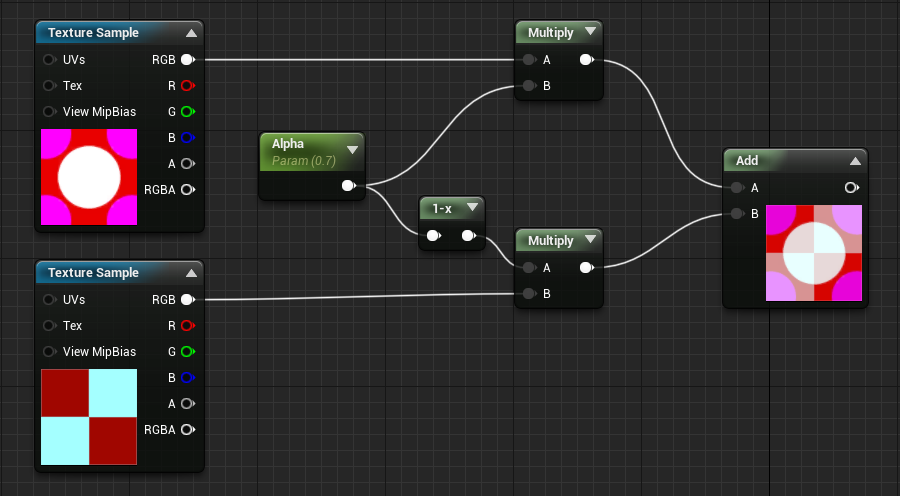 Texture Sample
UVs RGB
Tex R
View MipBias G
B
A
RGBA
Alpha
Param (0.7)
1-x
Multiply
A
B
Multiply
A
B
Add
A
B
Texture Sample
UVs RGB
Tex R
View MipBias G
B
A
RGBA